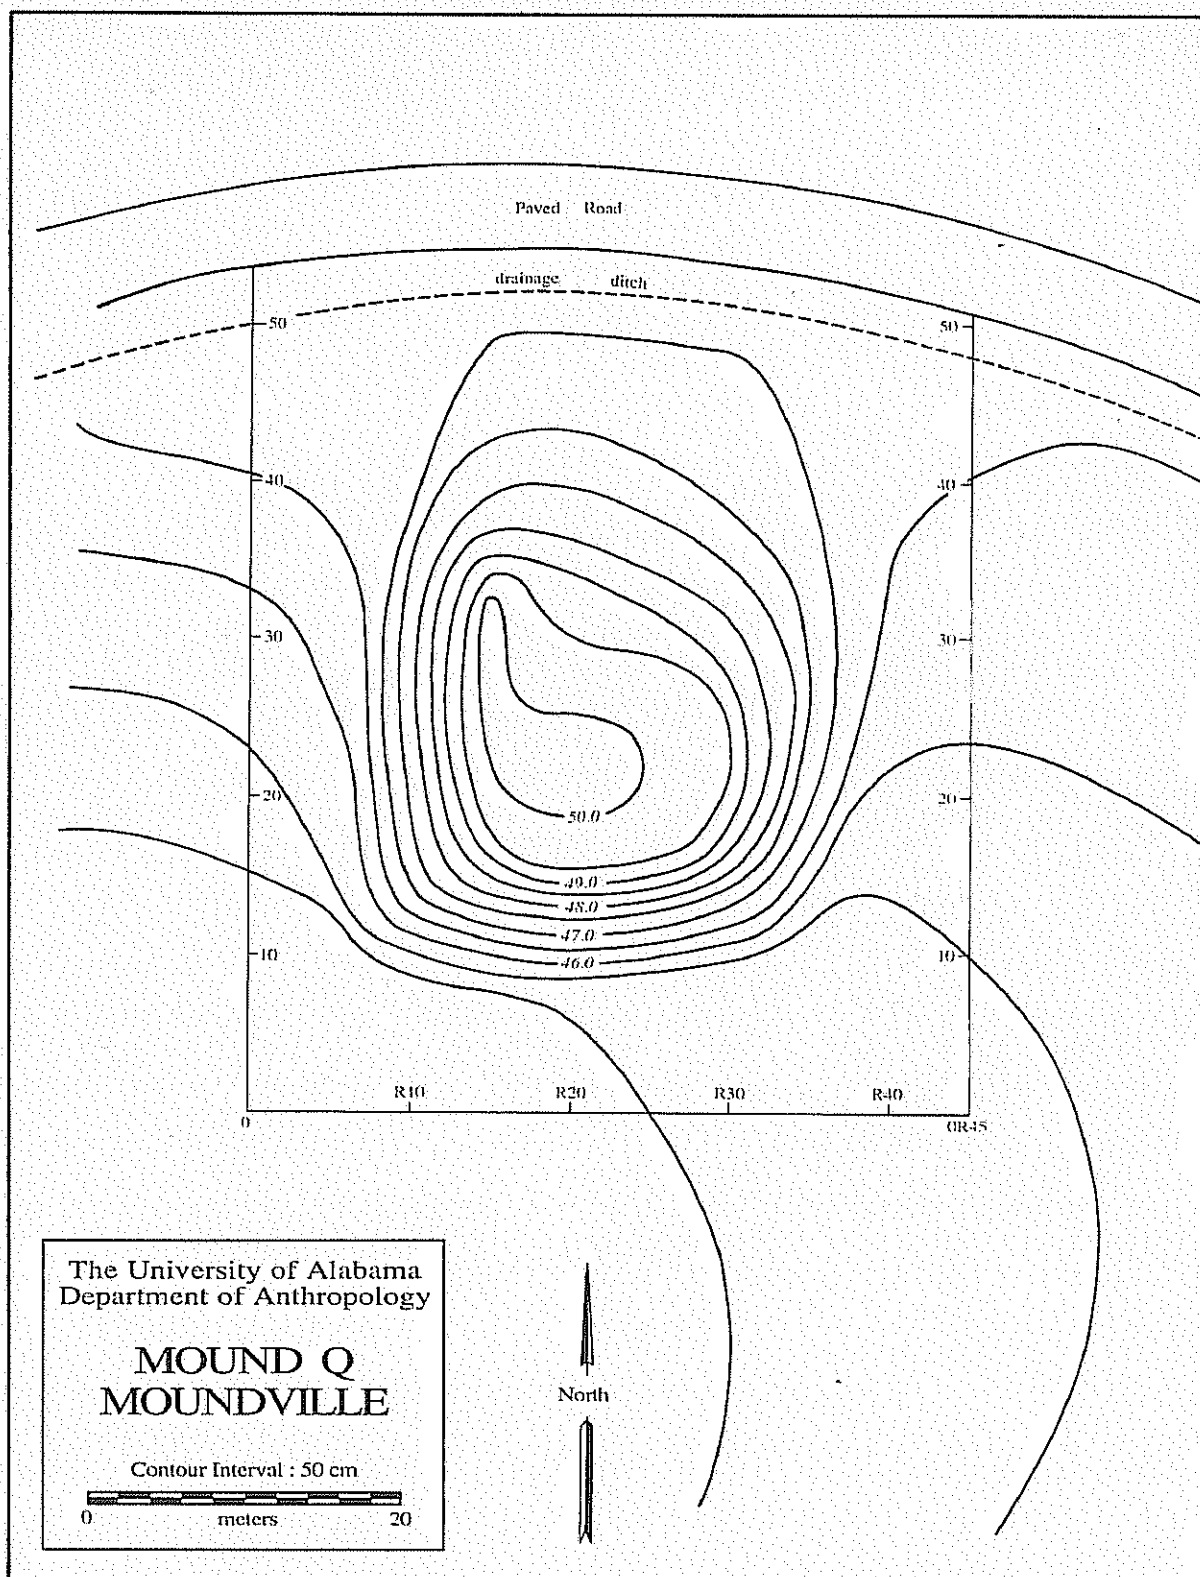 Paved Road
drainage ditch
50
50
40
40
30
30
20
20
50.0
49.0
48.0
47.0
46.0
10
10
R10 R20 R30 R40
0
0R45
The University of Alabama
Department of Anthropology
MOUND Q
MOUNDVILLE
Contour Interval : 50 cm
0 meters 20
North